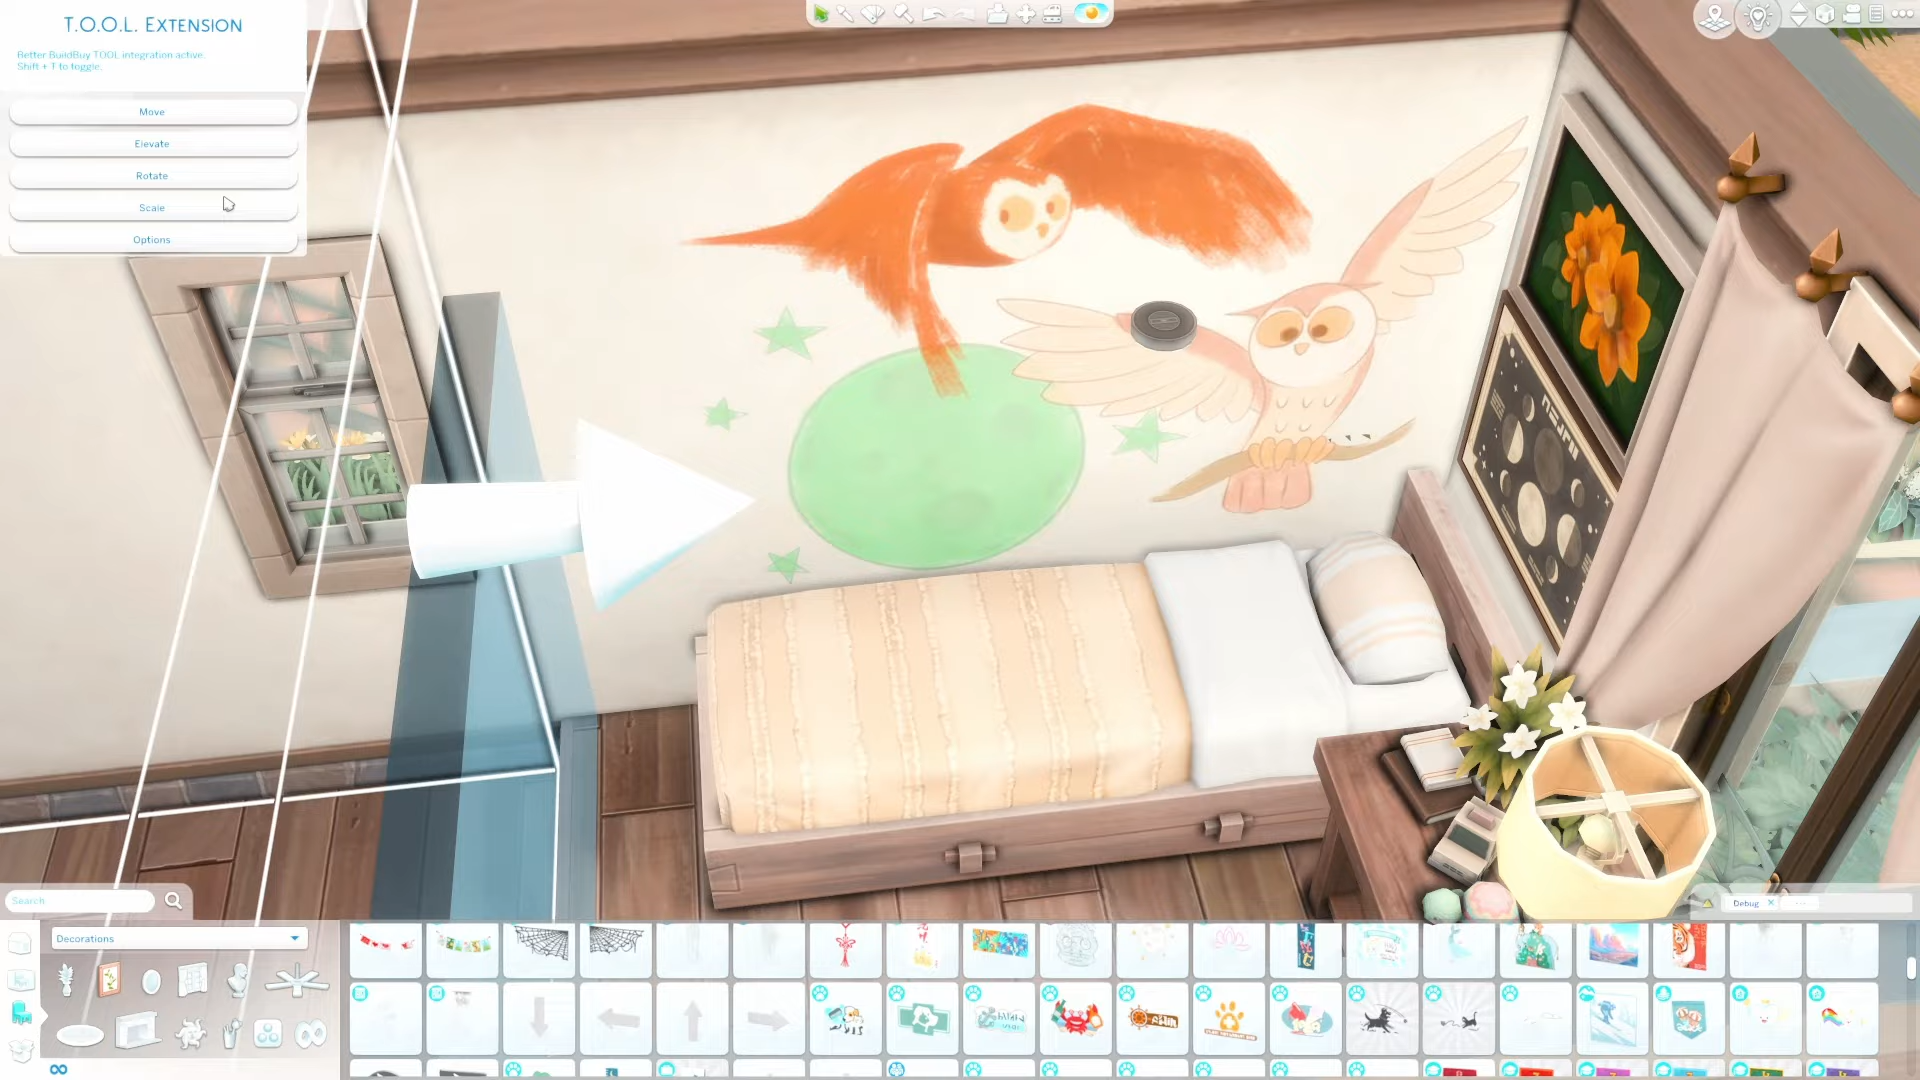 T.O.O.L. EXTENSION
Better BuildBuy TOOL integration active.
Shift + T to toggle.
Move
Elevate
Rotate
Scale
Options
Search
Debug
Decorations